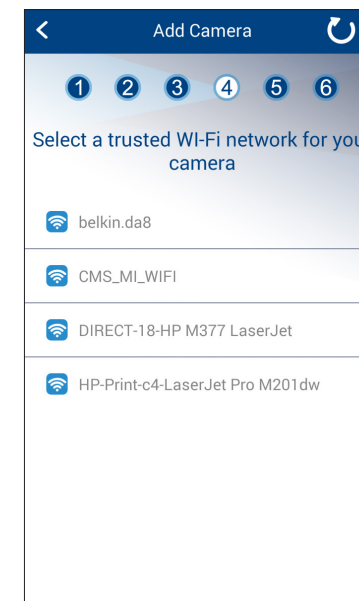 Add Camera
1 2 3 4 5 6
Select a trusted WI-Fi network for you
camera
belkin.da8
CMS_MI_WIFI
DIRECT-18-HP M377 LaserJet
HP-Print-c4-LaserJet Pro M201dw